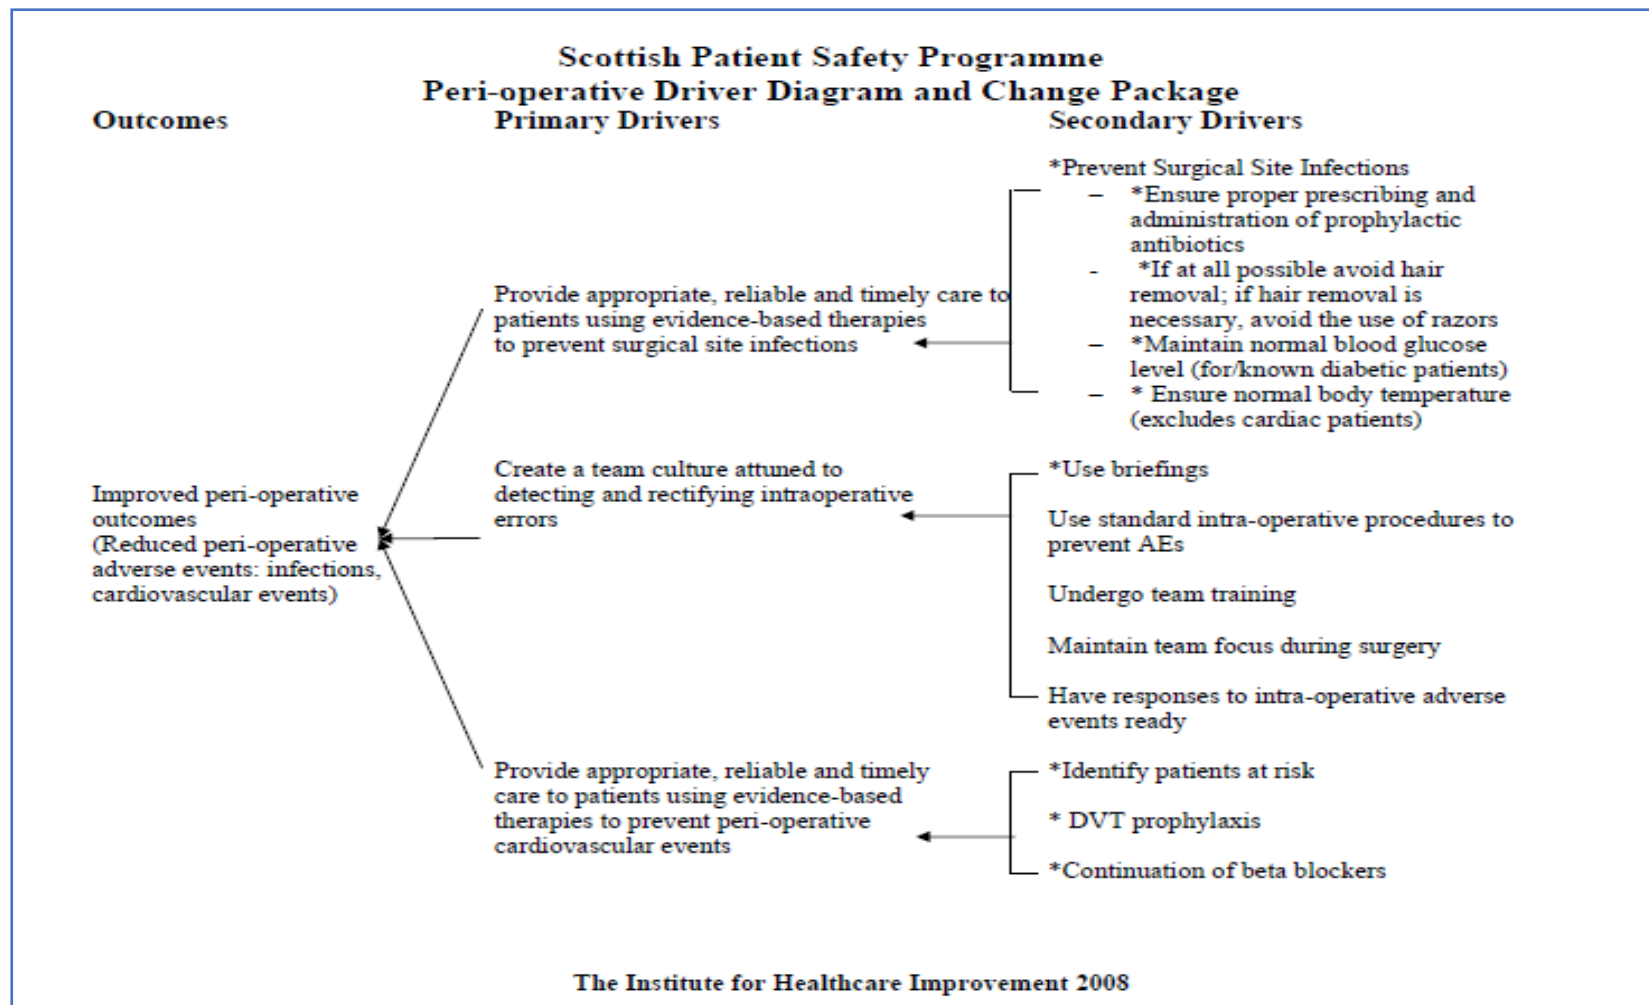 Scottish Patient Safety Programme
Peri-operative Driver Diagram and Change Package
Outcomes
Primary Drivers
Secondary Drivers
*Prevent Surgical Site Infections
– *Ensure proper prescribing and
administration of prophylactic
antibiotics
- *If at all possible avoid hair
removal; if hair removal is
necessary, avoid the use of razors
– *Maintain normal blood glucose
level (for/known diabetic patients)
– * Ensure normal body temperature
(excludes cardiac patients)
Provide appropriate, reliable and timely care to
patients using evidence-based therapies
to prevent surgical site infections
Create a team culture attuned to
detecting and rectifying intraoperative
errors
*Use briefings
Use standard intra-operative procedures to
prevent AEs
Undergo team training
Maintain team focus during surgery
Have responses to intra-operative adverse
events ready
Improved peri-operative
outcomes
(Reduced peri-operative
adverse events: infections,
cardiovascular events)
Provide appropriate, reliable and timely
care to patients using evidence-based
therapies to prevent peri-operative
cardiovascular events
*Identify patients at risk
* DVT prophylaxis
*Continuation of beta blockers
The Institute for Healthcare Improvement 2008